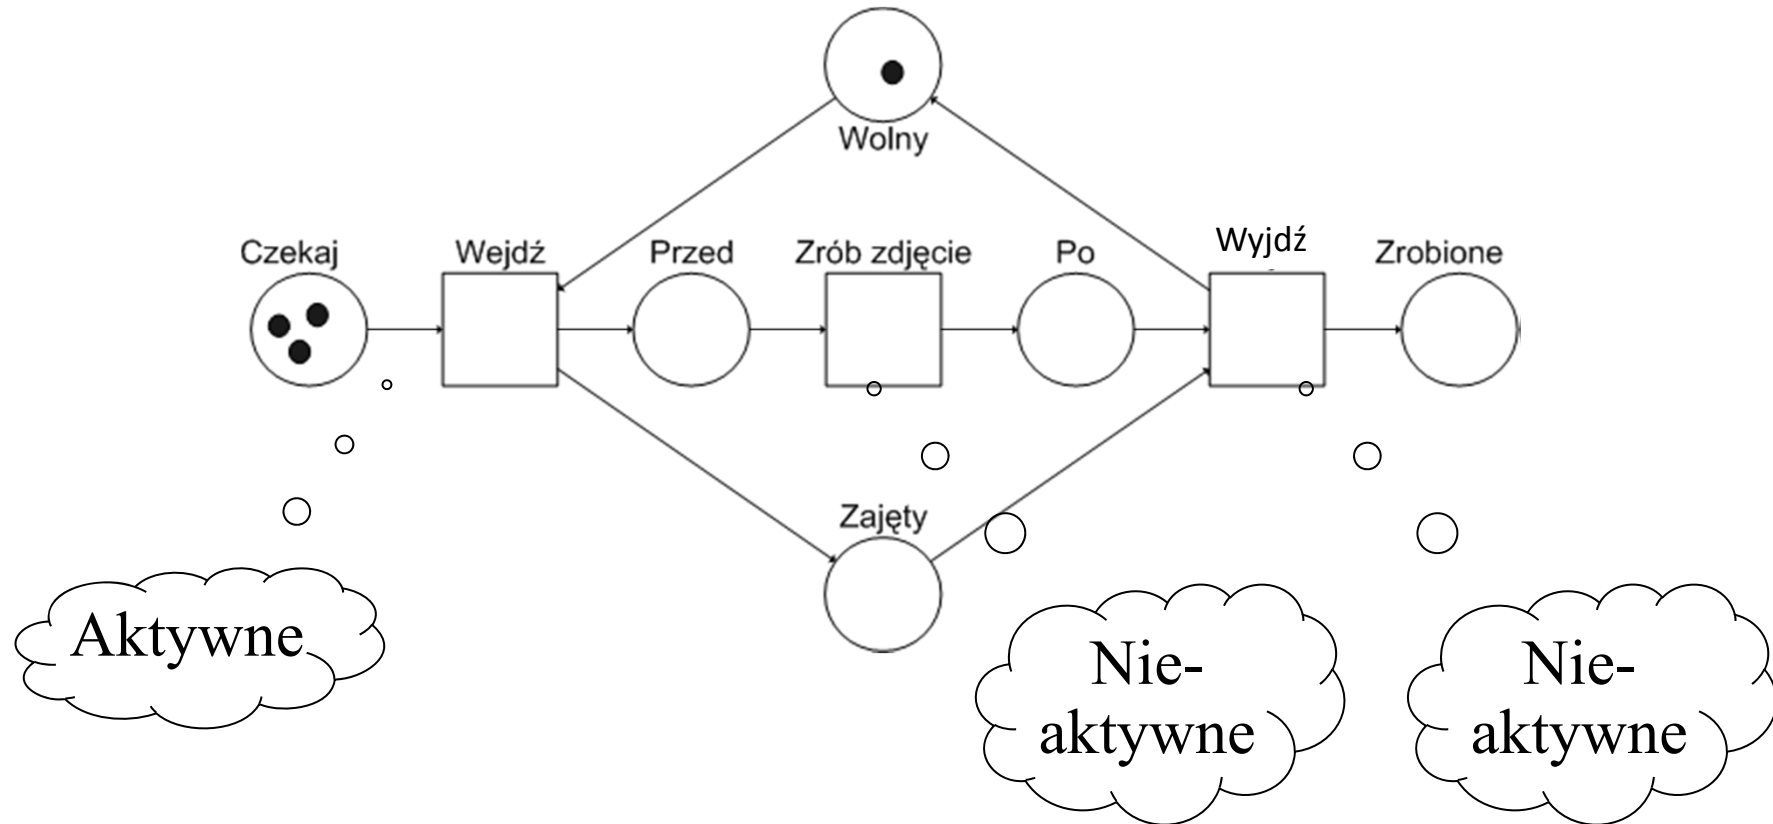 Wolny
Czekaj
Wejdź
Przed
Zrób zdjęcie
Po
Wyjdź
Zrobione
Zajęty
Aktywne
Nie-
aktywne
Nie-
aktywne